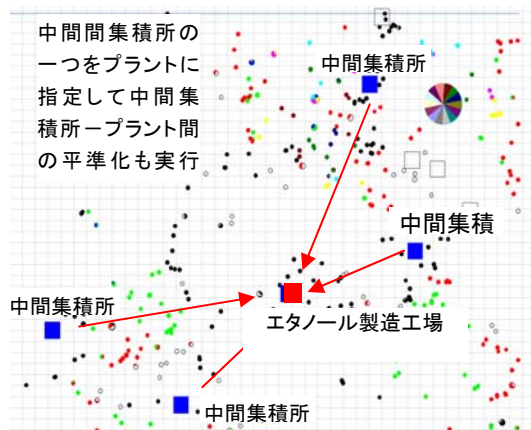 中間間集積所の
一つをプラントに
指定して中間集
積所－プラント間
の平準化も実行
中間集積所
中間集積
エタノール製造工場
中間集積所
中間集積所